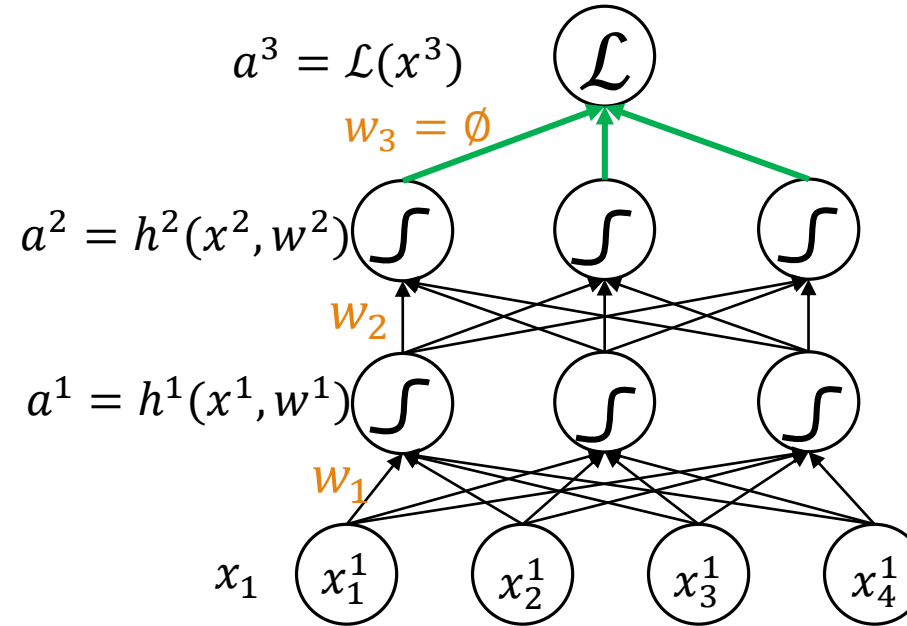 a³ = ℒ(x³)
ℒ
w₃ = ∅
a² = h²(x², w²)
w₂
a¹ = h¹(x¹, w¹)
w₁
x₁
x₁¹
x₂¹
x₃¹
x₄¹